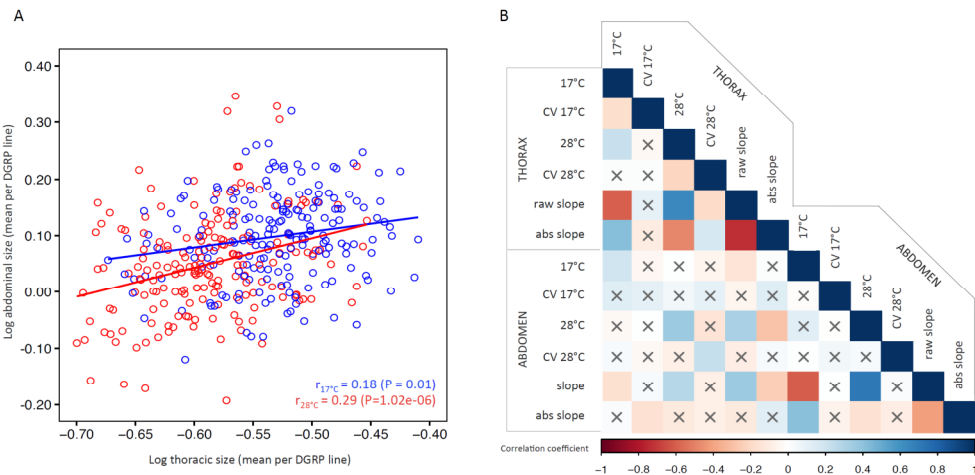 A
0.40
0.30
0.20
0.10
0.00
−0.10
−0.20
−0.70
−0.65
−0.60
−0.55
−0.50
−0.45
−0.40
Log abdominal size (mean per DGRP line)
Log thoracic size (mean per DGRP line)
r17°C = 0.18 (P = 0.01)
r28°C = 0.29 (P=1.02e-06)
B
THORAX
17°C
CV 17°C
28°C
CV 28°C
raw slope
abs slope
ABDOMEN
17°C
CV 17°C
28°C
CV 28°C
raw slope
abs slope
THORAX
17°C
CV 17°C
28°C
CV 28°C
raw slope
abs slope
ABDOMEN
17°C
CV 17°C
28°C
CV 28°C
slope
abs slope
Correlation coefficient
−1
−0.8
−0.6
−0.4
−0.2
0
0.2
0.4
0.6
0.8
1